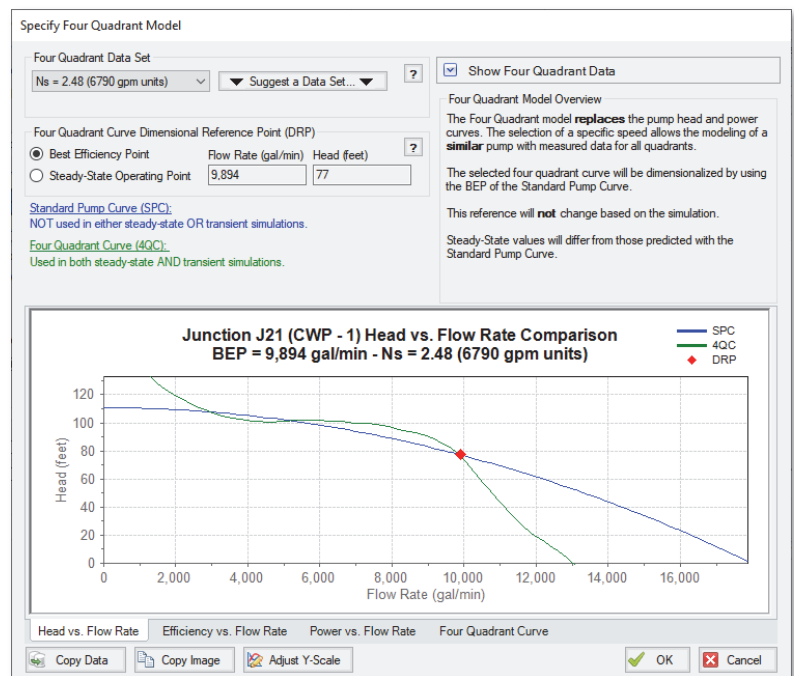 Specify Four Quadrant Model
Four Quadrant Data Set
Ns = 2.48 (6790 gpm units)
Suggest a Data Set...
?
Four Quadrant Curve Dimensional Reference Point (DRP)
Best Efficiency Point
Flow Rate (gal/min) Head (feet)
?
Steady-State Operating Point
9,894
77
Standard Pump Curve (SPC):
NOT used in either steady-state OR transient simulations.
Four Quadrant Curve (4QC):
Used in both steady-state AND transient simulations.
Show Four Quadrant Data
Four Quadrant Model Overview
The Four Quadrant model replaces the pump head and power
curves. The selection of a specific speed allows the modeling of a
similar pump with measured data for all quadrants.
The selected four quadrant curve will be dimensionalized by using
the BEP of the Standard Pump Curve.
This reference will not change based on the simulation.
Steady-State values will differ from those predicted with the
Standard Pump Curve.
Junction J21 (CWP - 1) Head vs. Flow Rate Comparison
BEP = 9,894 gal/min - Ns = 2.48 (6790 gpm units)
SPC
4QC
DRP
Head (feet)
120
100
80
60
40
20
0
0 2,000 4,000 6,000 8,000 10,000 12,000 14,000 16,000
Flow Rate (gal/min)
Head vs. Flow Rate Efficiency vs. Flow Rate Power vs. Flow Rate Four Quadrant Curve
Copy Data Copy Image Adjust Y-Scale OK Cancel